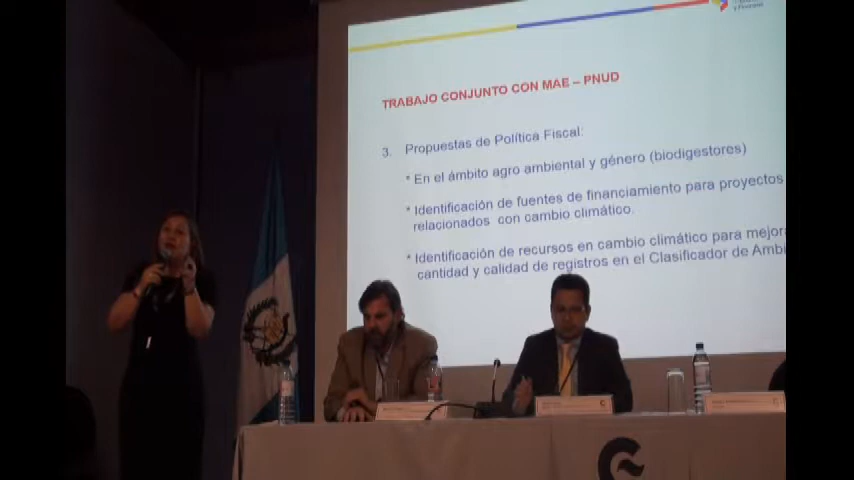 y Finanzas
TRABAJO CONJUNTO CON MAE – PNUD
3. Propuestas de Política Fiscal:
* En el ámbito agro ambiental y género (biodigestores)
* Identificación de fuentes de financiamiento para proyectos
relacionados con cambio climático.
* Identificación de recursos en cambio climático para
cantidad y calidad de registros en el Clasificador de